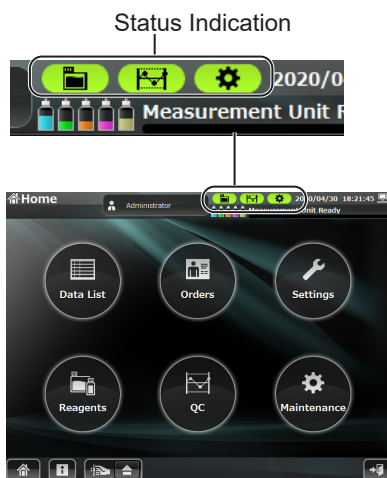 Status Indication
2020/0
Measurement Unit R
Home
Administrator
2020/04/30 18:21:45
Measurement Unit Ready
Data List
Orders
Settings
Reagents
QC
Maintenance